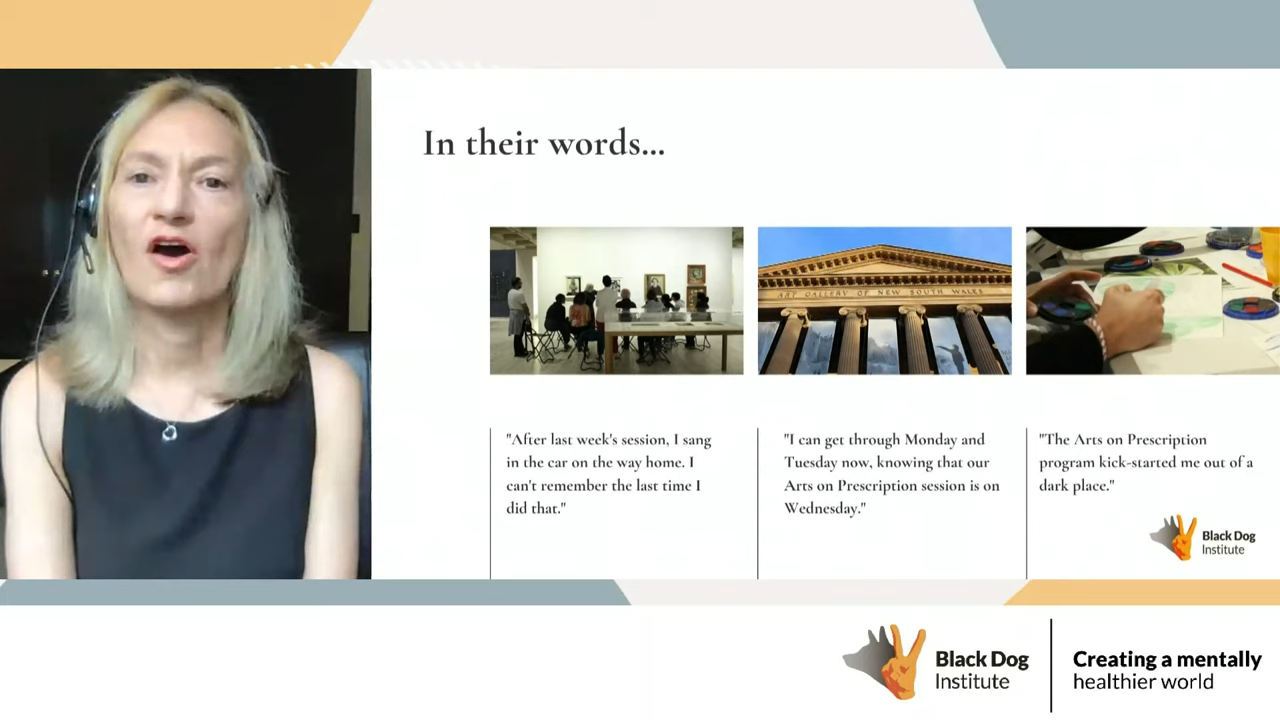 In their words...
ART GALLERY OF NEW SOUTH WALES
"After last week's session, I sang
in the car on the way home. I
can't remember the last time I
did that."
"I can get through Monday and
Tuesday now, knowing that our
Arts on Prescription session is on
Wednesday."
"The Arts on Prescription
program kick-started me out of a
dark place."
Black Dog
Institute
Black Dog
Institute
Creating a mentally
healthier world